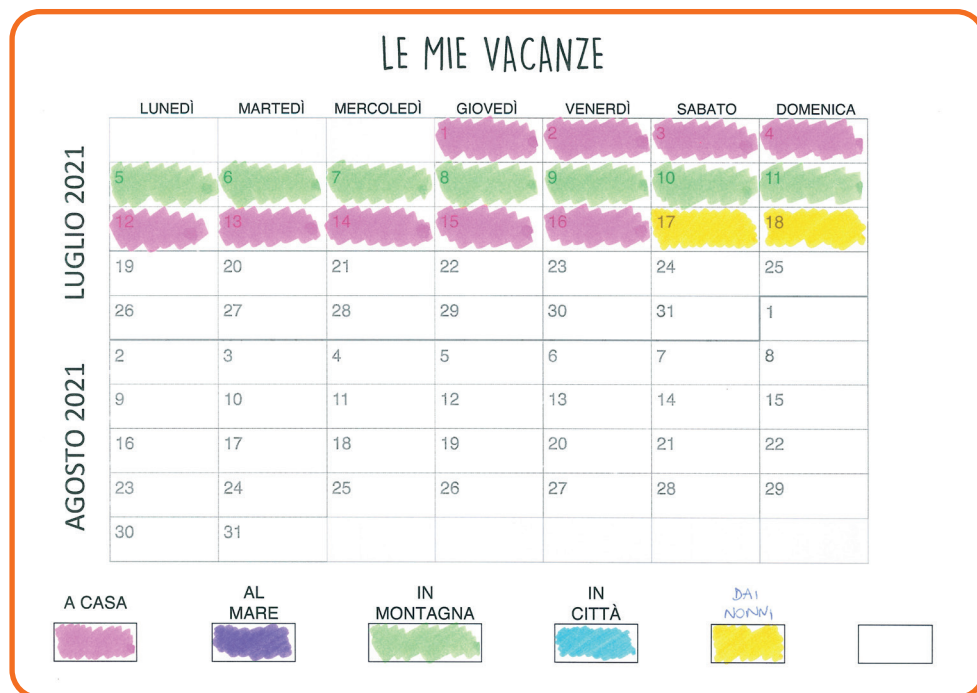 LE MIE VACANZE
LUNEDÌ MARTEDÌ MERCOLEDÌ GIOVEDÌ VENERDÌ SABATO DOMENICA
LUGLIO 2021
1 2 3 4
5 6 7 8 9 10 11
12 13 14 15 16 17 18
19 20 21 22 23 24 25
26 27 28 29 30 31 1
AGOSTO 2021
2 3 4 5 6 7 8
9 10 11 12 13 14 15
16 17 18 19 20 21 22
23 24 25 26 27 28 29
30 31
A CASA
AL
MARE
IN
MONTAGNA
IN
CITTÀ
DAI
NONNI